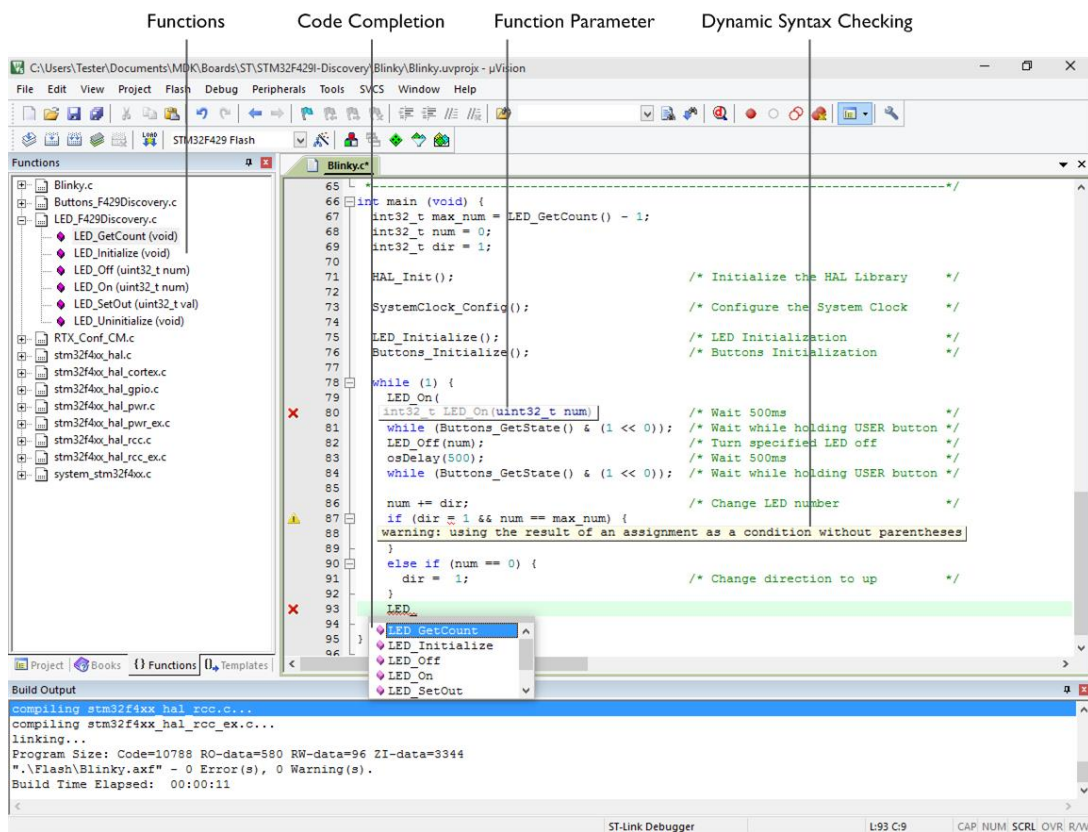 Functions Code Completion Function Parameter Dynamic Syntax Checking
C:\Users\Tester\Documents\MDK\Boards\ST\STM32F429I-Discovery\Blinky\Blinky.uvprojx - µVision
File Edit View Project Flash Debug Peripherals Tools SVCS Window Help
LOAD STM32F429 Flash
Functions
Blinky.c
Buttons_F429Discovery.c
LED_F429Discovery.c
LED_GetCount (void)
LED_Initialize (void)
LED_Off (uint32_t num)
LED_On (uint32_t num)
LED_SetOut (uint32_t val)
LED_Uninitialize (void)
RTX_Conf_CM.c
stm32f4xx_hal.c
stm32f4xx_hal_cortex.c
stm32f4xx_hal_gpio.c
stm32f4xx_hal_pwr.c
stm32f4xx_hal_pwr_ex.c
stm32f4xx_hal_rcc.c
stm32f4xx_hal_rcc_ex.c
system_stm32f4xx.c
Project Books {} Functions 0 Templates
Blinky.c*
65 *----------------------------------------------------------------------------*/
66 int main (void) {
67 int32_t max_num = LED_GetCount() - 1;
68 int32_t num = 0;
69 int32_t dir = 1;
70
71 HAL_Init(); /* Initialize the HAL Library */
72
73 SystemClock_Config(); /* Configure the System Clock */
74
75 LED_Initialize(); /* LED Initialization */
76 Buttons_Initialize(); /* Buttons Initialization */
77
78 while (1) {
79 LED_On(
80 int32_t LED_On(uint32_t num) /* Wait 500ms */
81 while (Buttons_GetState() & (1 << 0)); /* Wait while holding USER button */
82 LED_Off(num); /* Turn specified LED off */
83 osDelay(500); /* Wait 500ms */
84 while (Buttons_GetState() & (1 << 0)); /* Wait while holding USER button */
85
86 num += dir; /* Change LED number */
87 if (dir = 1 && num == max_num) {
88 warning: using the result of an assignment as a condition without parentheses
89 }
90 else if (num == 0) {
91 dir = 1; /* Change direction to up */
92 }
93 LED_
94
95 }
96
LED_GetCount
LED_Initialize
LED_Off
LED_On
LED_SetOut
Build Output
compiling stm32f4xx_hal_rcc.c...
compiling stm32f4xx_hal_rcc_ex.c...
linking...
Program Size: Code=10788 RO-data=580 RW-data=96 ZI-data=3344
".\Flash\Blinky.axf" - 0 Error(s), 0 Warning(s).
Build Time Elapsed: 00:00:11
ST-Link Debugger L:93 C:9 CAP NUM SCRL OVR R/W